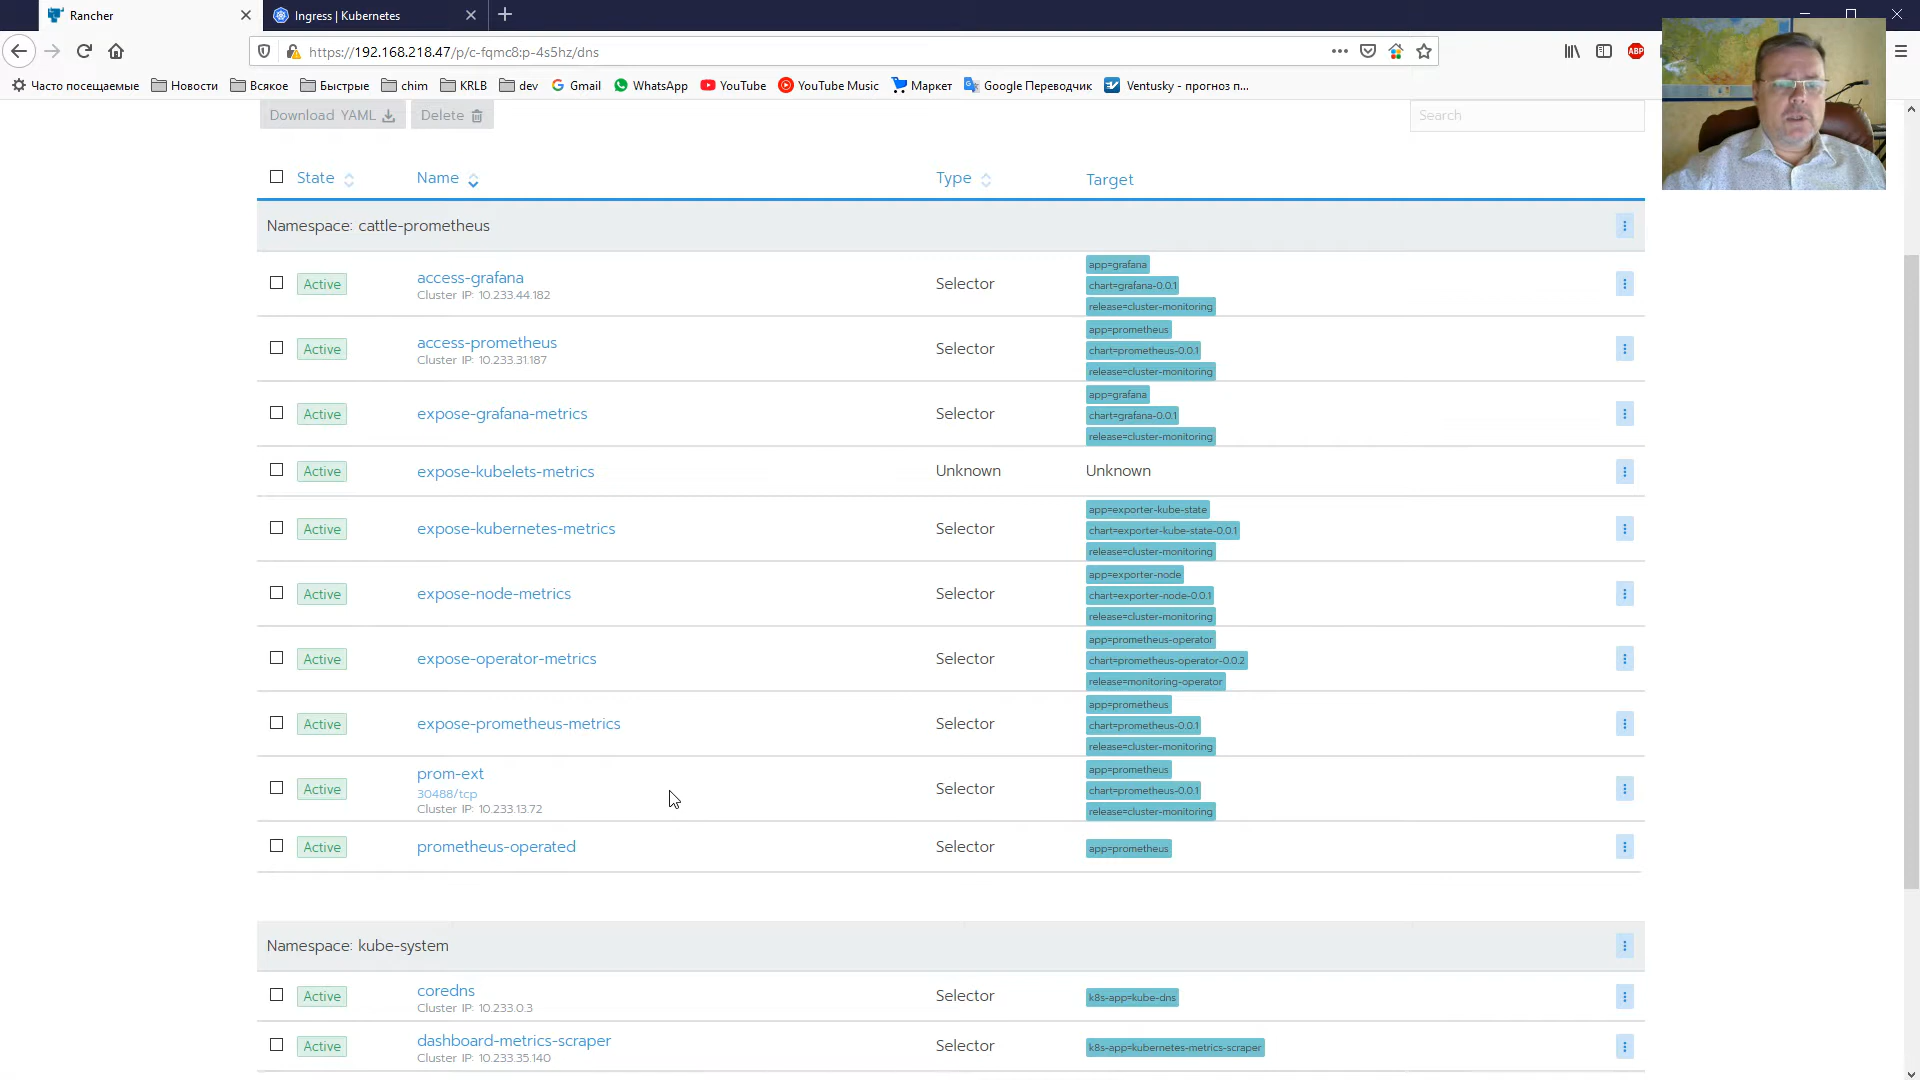 Rancher
Ingress | Kubernetes
https://192.168.218.47/p/c-fqmc8:p-4s5hz/dns
ABP
Часто посещаемые
Новости
Всякое
Быстрые
chim
KRLB
dev
Gmail
WhatsApp
YouTube
YouTube Music
Маркет
Google Переводчик
Ventusky - прогноз п...
Download YAML
Delete
Search
State
Name
Type
Target
Namespace: cattle-prometheus
Active
access-grafana
Cluster IP: 10.233.44.182
Selector
app=grafana
chart=grafana-0.0.1
release=cluster-monitoring
Active
access-prometheus
Cluster IP: 10.233.31.187
Selector
app=prometheus
chart=prometheus-0.0.1
release=cluster-monitoring
Active
expose-grafana-metrics
Selector
app=grafana
chart=grafana-0.0.1
release=cluster-monitoring
Active
expose-kubelets-metrics
Unknown
Unknown
Active
expose-kubernetes-metrics
Selector
app=exporter-kube-state
chart=exporter-kube-state-0.0.1
release=cluster-monitoring
Active
expose-node-metrics
Selector
app=exporter-node
chart=exporter-node-0.0.1
release=cluster-monitoring
Active
expose-operator-metrics
Selector
app=prometheus-operator
chart=prometheus-operator-0.0.2
release=monitoring-operator
Active
expose-prometheus-metrics
Selector
app=prometheus
chart=prometheus-0.0.1
release=cluster-monitoring
Active
prom-ext
30488/tcp
Cluster IP: 10.233.13.72
Selector
app=prometheus
chart=prometheus-0.0.1
release=cluster-monitoring
Active
prometheus-operated
Selector
app=prometheus
Namespace: kube-system
Active
coredns
Cluster IP: 10.233.0.3
Selector
k8s-app=kube-dns
Active
dashboard-metrics-scraper
Cluster IP: 10.233.35.140
Selector
k8s-app=kubernetes-metrics-scraper